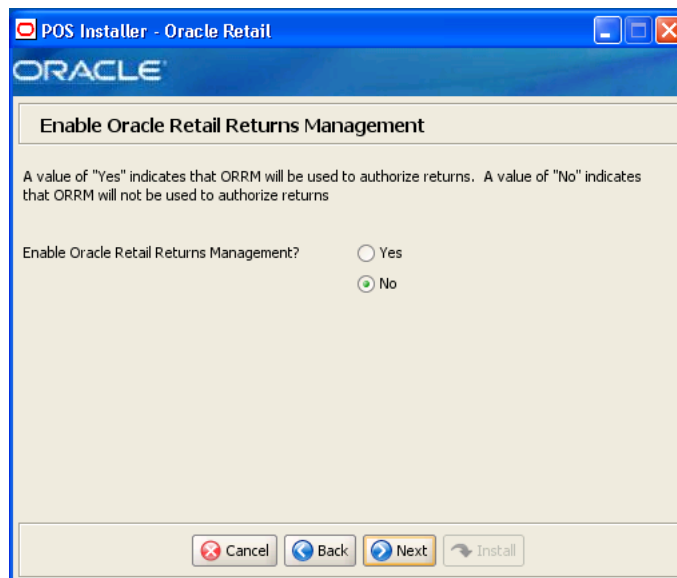 POS Installer - Oracle Retail
ORACLE
Enable Oracle Retail Returns Management
A value of "Yes" indicates that ORRM will be used to authorize returns.  A value of "No" indicates
that ORRM will not be used to authorize returns
Enable Oracle Retail Returns Management?
Yes
No
Cancel
Back
Next
Install